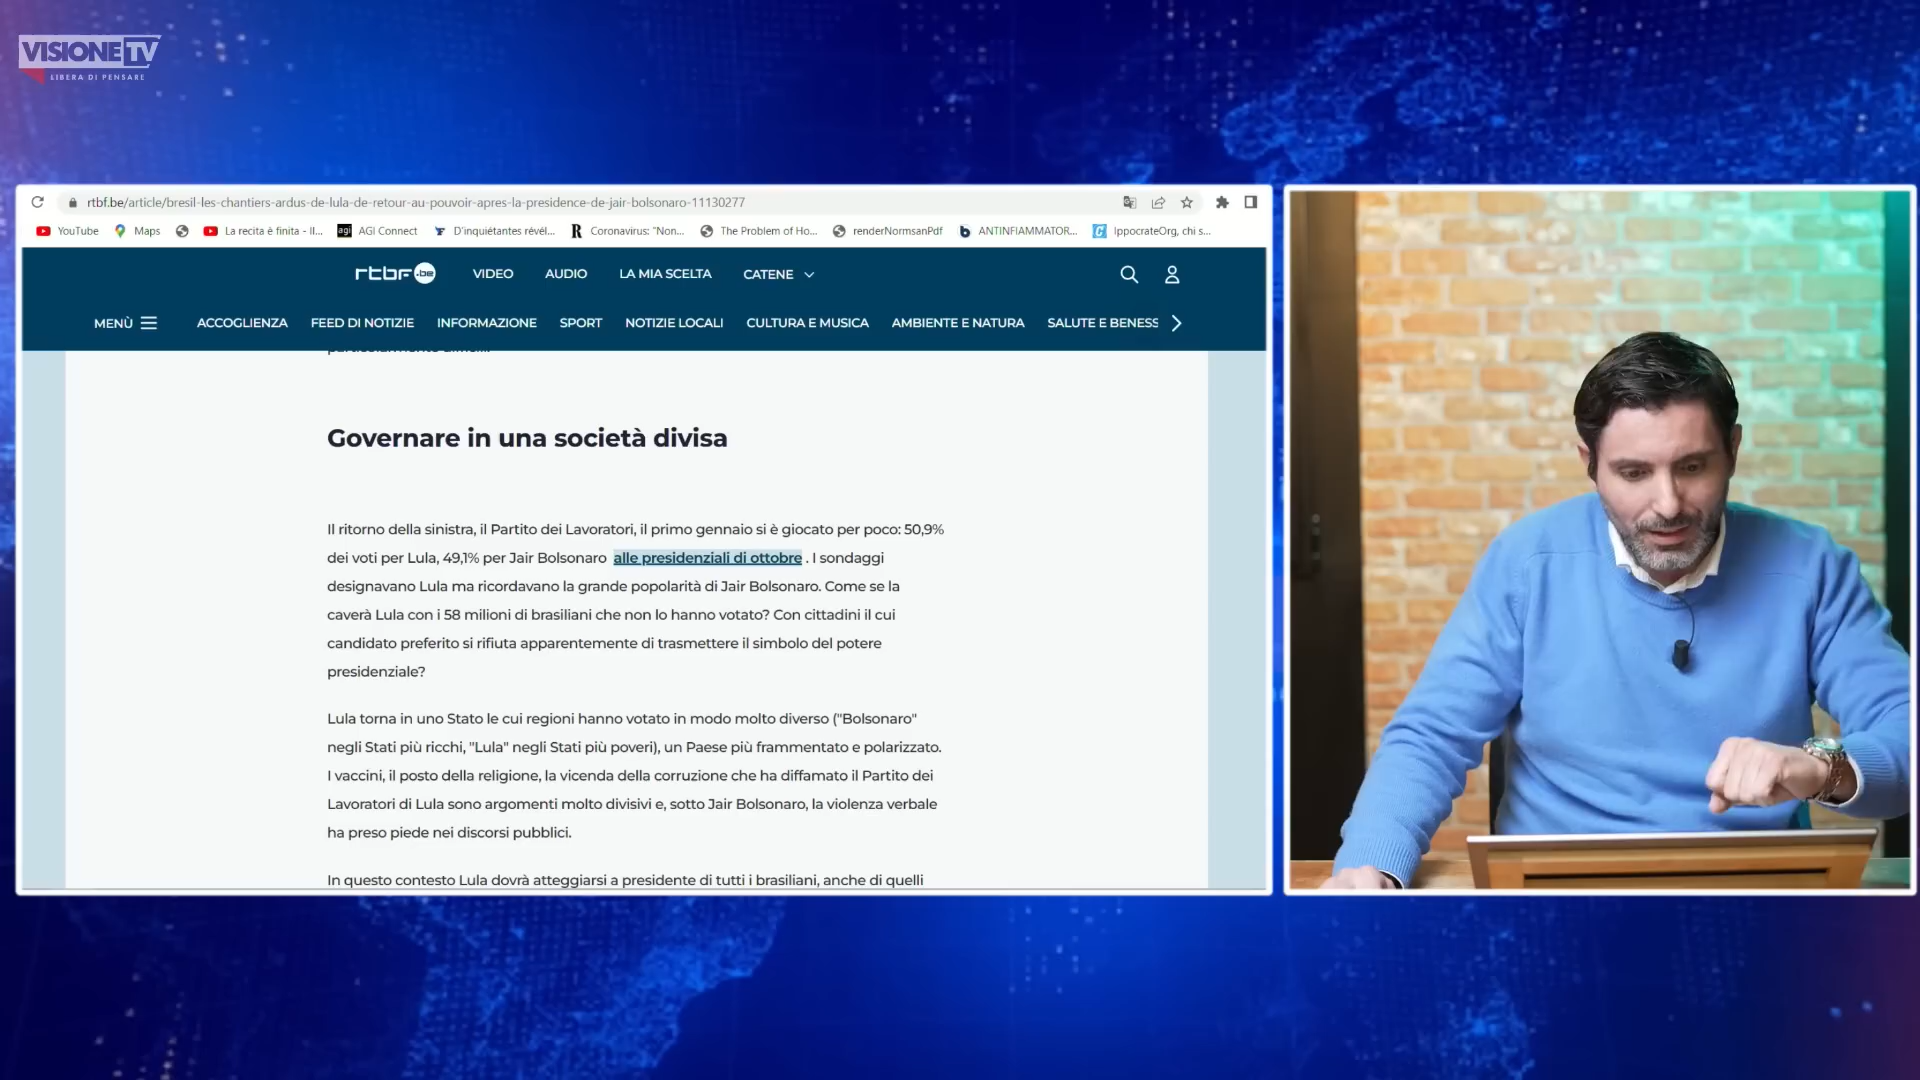 VISIONE TV
LIBERA DI PENSARE
rtbf.be/article/bresil-les-chantiers-ardus-de-lula-de-retour-au-pouvoir-apres-la-presidence-de-jair-bolsonaro-11130277
YouTube Maps La recita è finita - Il... agi AGI Connect D'inquiétantes révél... R Coronavirus: "Non... The Problem of Ho... renderNormsanPdf b ANTINFIAMMATOR... IppocrateOrg, chi s...
rtbf.be VIDEO AUDIO LA MIA SCELTA CATENE
MENÙ ACCOGLIENZA FEED DI NOTIZIE INFORMAZIONE SPORT NOTIZIE LOCALI CULTURA E MUSICA AMBIENTE E NATURA SALUTE E BENESS
Governare in una società divisa
Il ritorno della sinistra, il Partito dei Lavoratori, il primo gennaio si è giocato per poco: 50,9%
dei voti per Lula, 49,1% per Jair Bolsonaro alle presidenziali di ottobre . I sondaggi
designavano Lula ma ricordavano la grande popolarità di Jair Bolsonaro. Come se la
caverà Lula con i 58 milioni di brasiliani che non lo hanno votato? Con cittadini il cui
candidato preferito si rifiuta apparentemente di trasmettere il simbolo del potere
presidenziale?
Lula torna in uno Stato le cui regioni hanno votato in modo molto diverso ("Bolsonaro"
negli Stati più ricchi, "Lula" negli Stati più poveri), un Paese più frammentato e polarizzato.
I vaccini, il posto della religione, la vicenda della corruzione che ha diffamato il Partito dei
Lavoratori di Lula sono argomenti molto divisivi e, sotto Jair Bolsonaro, la violenza verbale
ha preso piede nei discorsi pubblici.
In questo contesto Lula dovrà atteggiarsi a presidente di tutti i brasiliani, anche di quelli